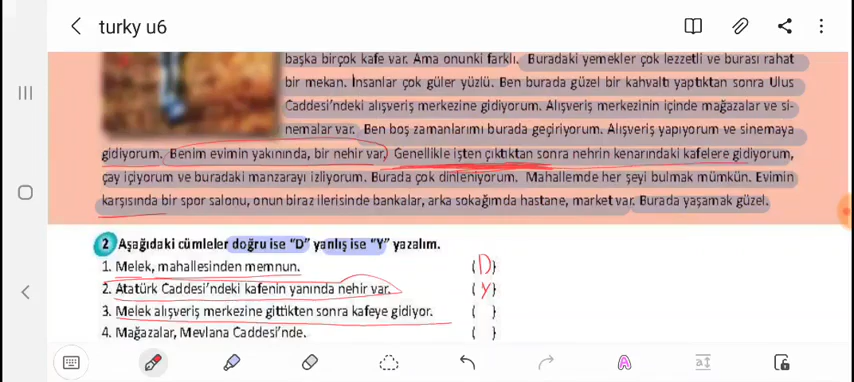 turky u6
başka birçok kafe var. Ama onunki farklı. Buradaki yemekler çok lezzetli ve burası rahat
bir mekan. İnsanlar çok güler yüzlü. Ben burada güzel bir kahvaltı yaptıktan sonra Ulus
Caddesi'ndeki alışveriş merkezine gidiyorum. Alışveriş merkezinin içinde mağazalar ve si-
nemalar var. Ben boş zamanlarımı burada geçiriyorum. Alışveriş yapıyorum ve sinemaya
gidiyorum. Benim evimin yakınında, bir nehir var. Genellikle işten çıktıktan sonra nehrin kenarındaki kafelere gidiyorum,
çay içiyorum ve buradaki manzarayı izliyorum. Burada çok dinleniyorum. Mahallemde her şeyi bulmak mümkün. Evimin
karşısında bir spor salonu, onun biraz ilerisinde bankalar, arka sokağımda hastane, market var. Burada yaşamak güzel.
2 Aşağıdaki cümleler doğru ise "D" yanlış ise "Y" yazalım.
1. Melek, mahallesinden memnun. (D)
2. Atatürk Caddesi'ndeki kafenin yanında nehir var. (Y)
3. Melek alışveriş merkezine gittikten sonra kafeye gidiyor. ( )
4. Mağazalar, Mevlana Caddesi'nde. ( )